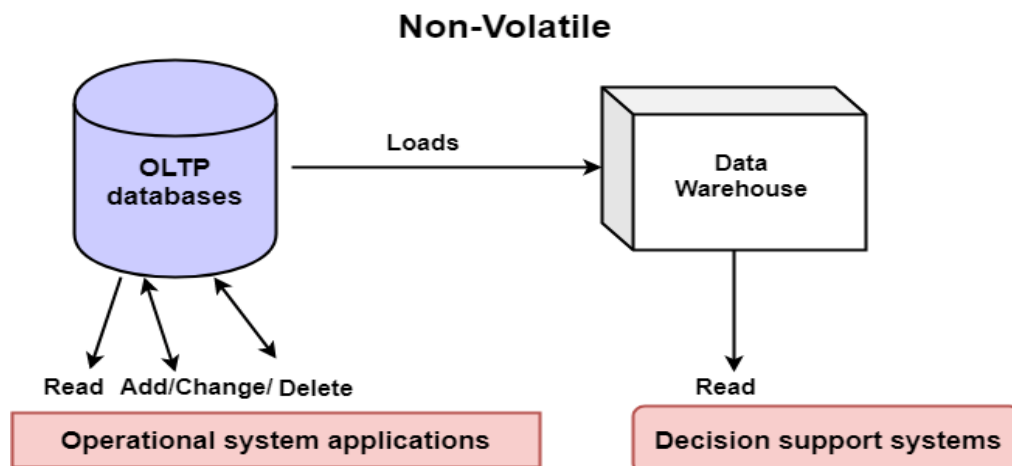 Non-Volatile
OLTP
databases
Loads
Data
Warehouse
Read Add/Change/ Delete
Read
Operational system applications
Decision support systems